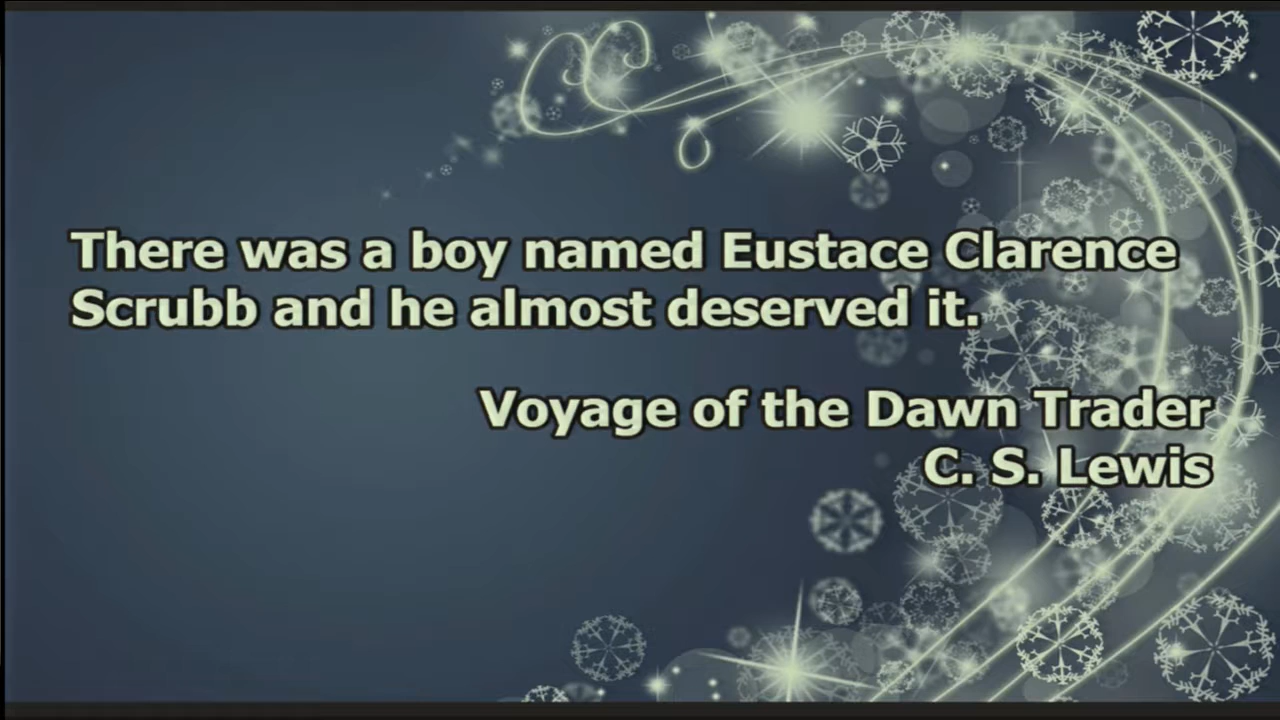 There was a boy named Eustace Clarence
Scrubb and he almost deserved it.
Voyage of the Dawn Trader
C. S. Lewis